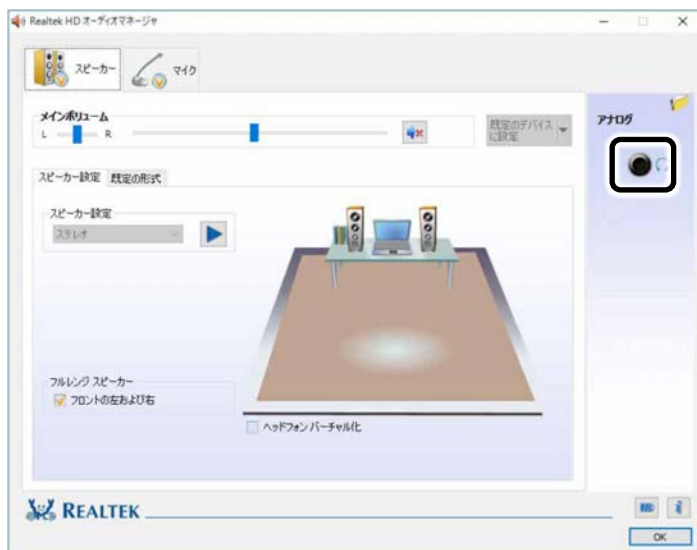 Realtek HD オーディオマネージャ
スピーカー
マイク
メインボリューム
L
R
既定のデバイス
に設定
アナログ
スピーカー設定
既定の形式
スピーカー設定
ステレオ
フルレンジ スピーカー
フロントの左および右
ヘッドフォン バーチャル化
REALTEK
OK